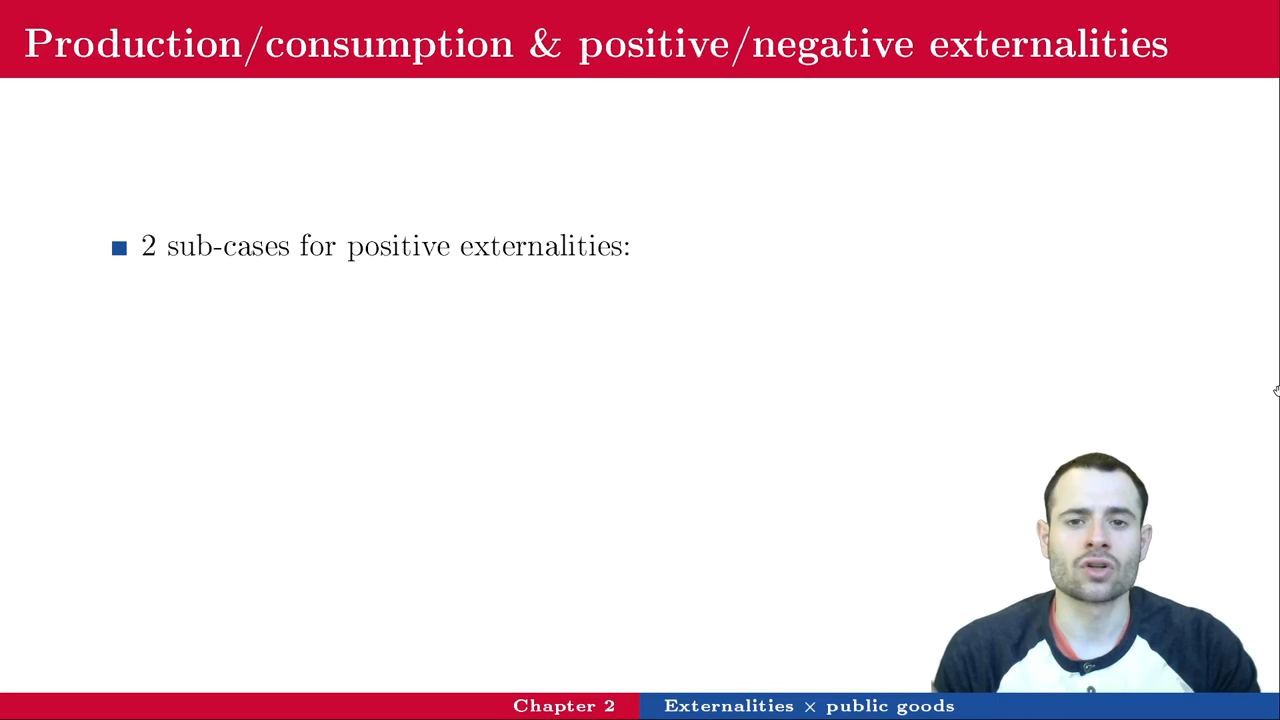 Production/consumption & positive/negative externalities
2 sub-cases for positive externalities:
Chapter 2
Externalities × public goods